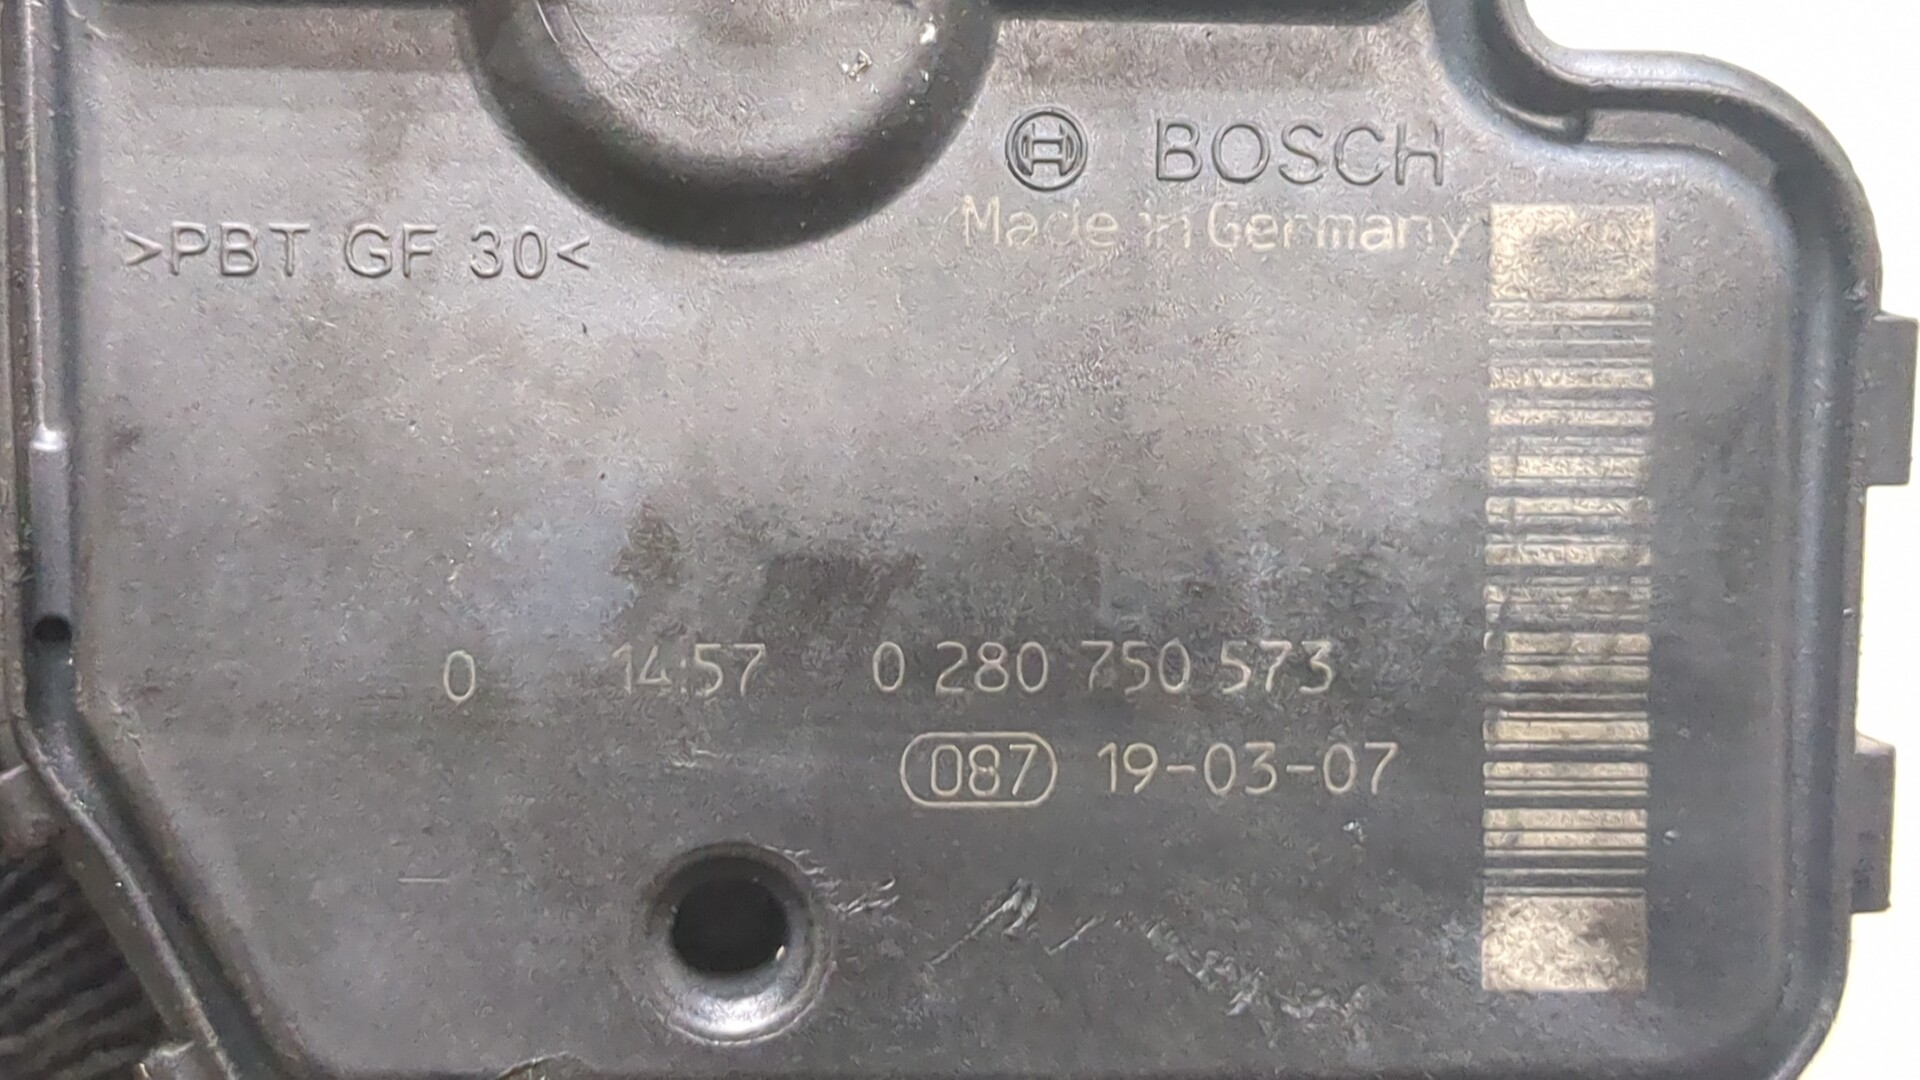 BOSCH
Made in Germany
>PBT GF 30<
0 14:57 0 280 750 573
087 19-03-07